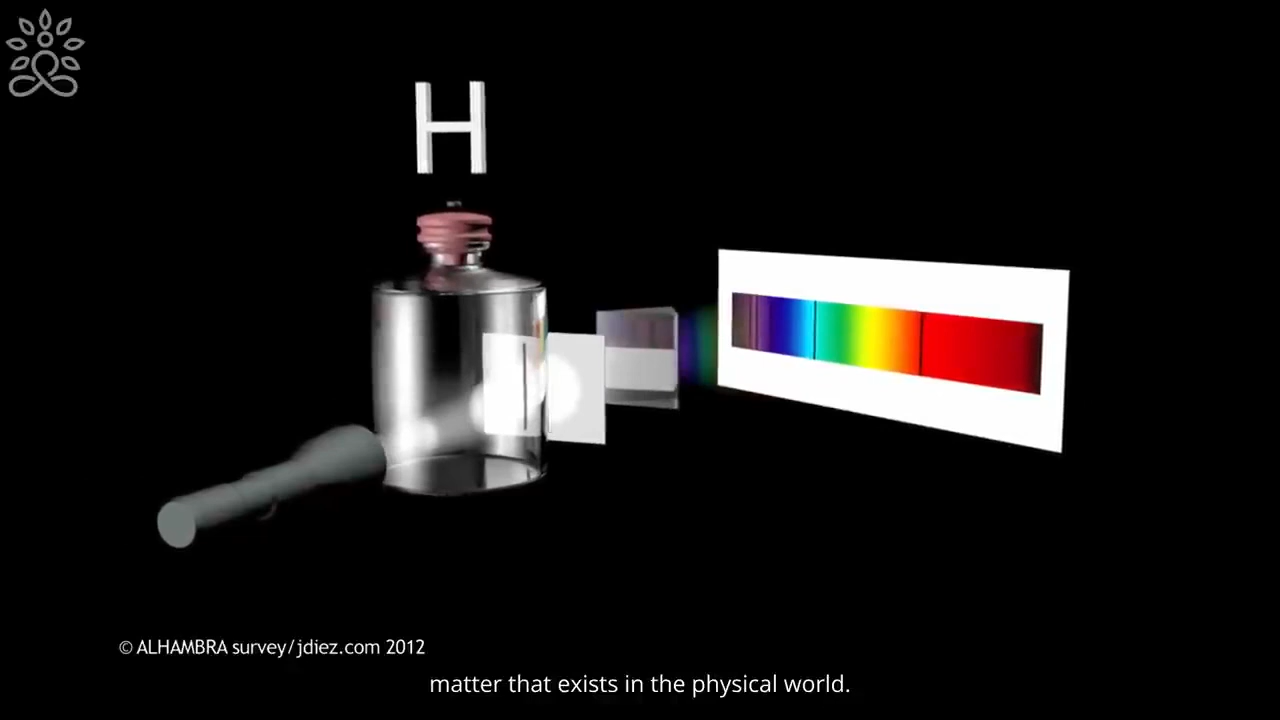 H
© ALHAMBRA survey/jdiez.com 2012
matter that exists in the physical world.